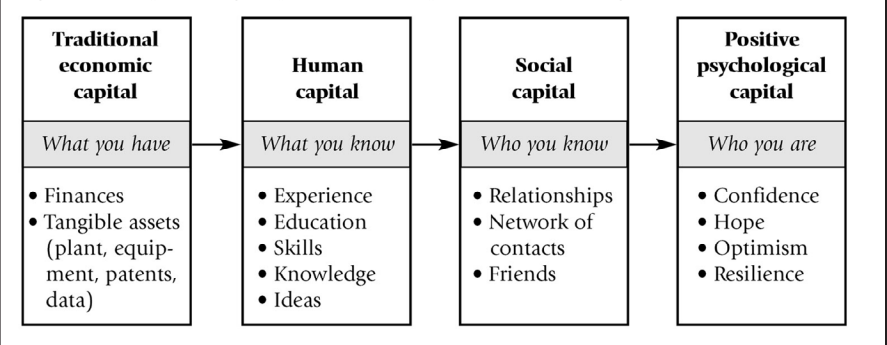 Traditional
economic
capital
What you have
• Finances
• Tangible assets
(plant, equip-
ment, patents,
data)
Human
capital
What you know
• Experience
• Education
• Skills
• Knowledge
• Ideas
Social
capital
Who you know
• Relationships
• Network of
contacts
• Friends
Positive
psychological
capital
Who you are
• Confidence
• Hope
• Optimism
• Resilience